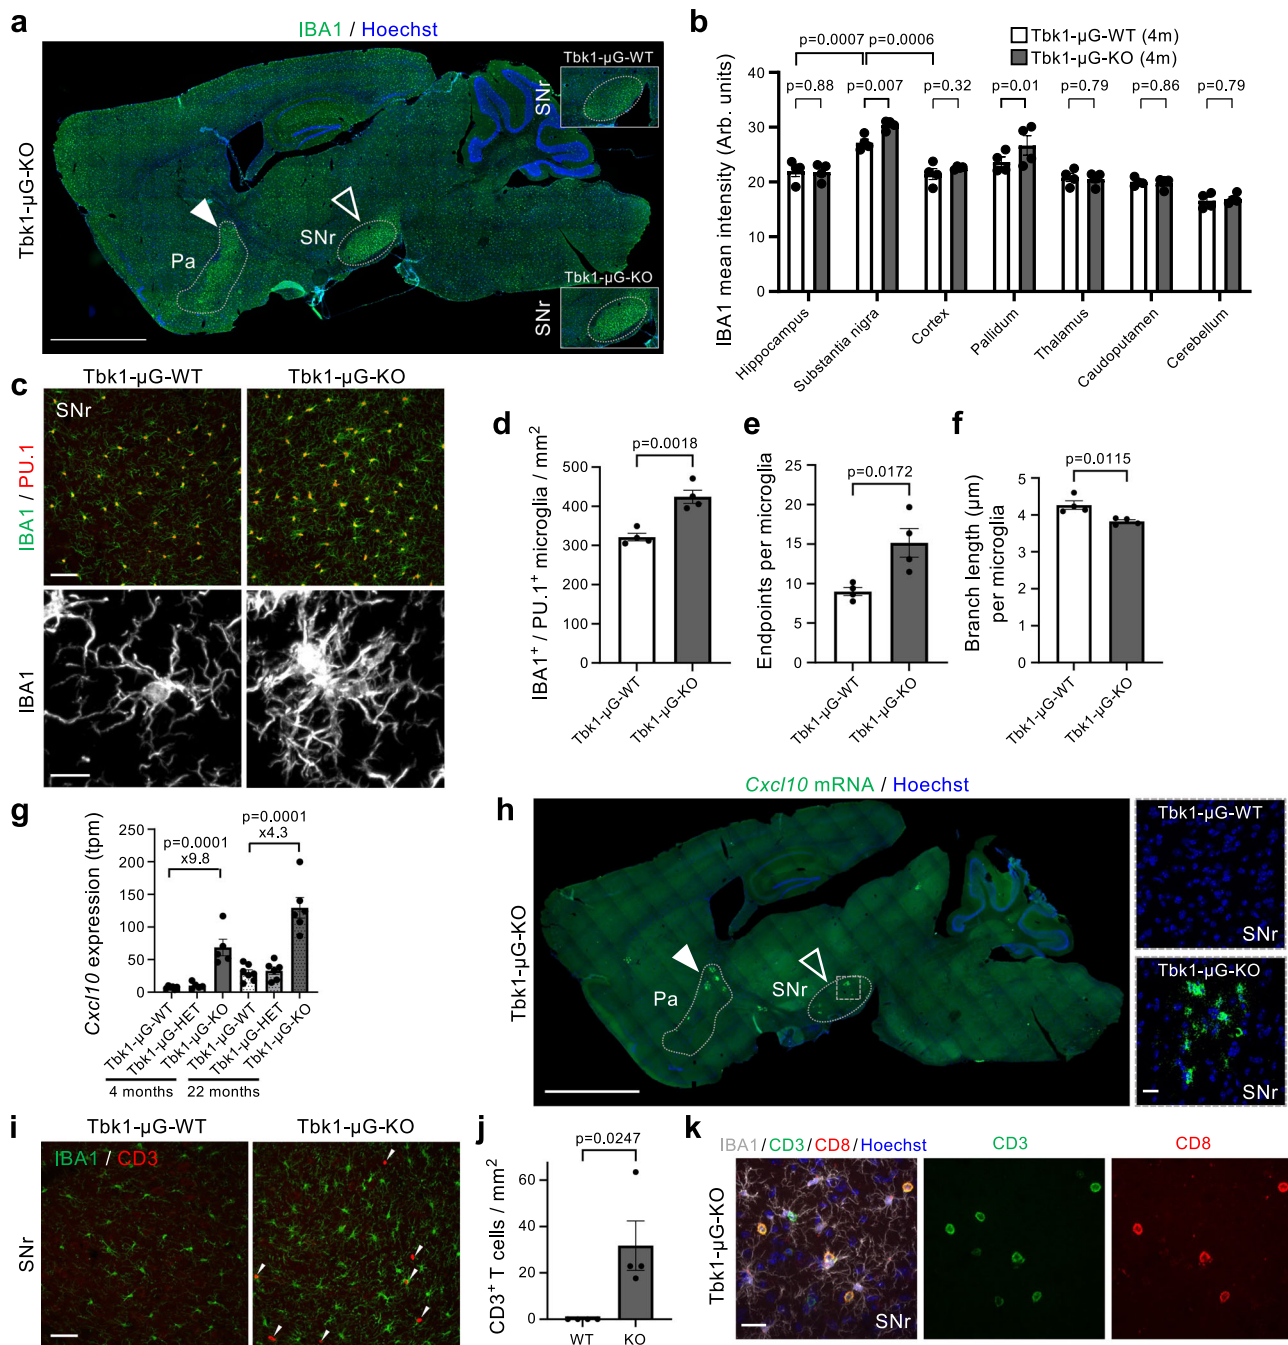 a
IBA1 / Hoechst
Tbk1-µG-KO
Tbk1-µG-WT
SNr
Pa
SNr
Tbk1-µG-KO
SNr
b
Tbk1-µG-WT (4m)
Tbk1-µG-KO (4m)
p=0.0007 p=0.0006
p=0.88 p=0.007 p=0.32 p=0.01 p=0.79 p=0.86 p=0.79
IBA1 mean intensity (Arb. units)
40
30
20
10
0
Hippocampus
Substantia nigra
Cortex
Pallidum
Thalamus
Caudoputamen
Cerebellum
c
Tbk1-µG-WT Tbk1-µG-KO
IBA1 / PU.1
SNr
IBA1
d
p=0.0018
IBA1⁺ / PU.1⁺ microglia / mm²
500
400
300
200
100
0
Tbk1-µG-WT
Tbk1-µG-KO
e
p=0.0172
Endpoints per microglia
25
20
15
10
5
0
Tbk1-µG-WT
Tbk1-µG-KO
f
p=0.0115
Branch length (µm)
per microglia
5
4
3
2
1
0
Tbk1-µG-WT
Tbk1-µG-KO
g
Cxcl10 expression (tpm)
250
200
150
100
50
0
p=0.0001
x9.8
p=0.0001
x4.3
Tbk1-µG-WT
Tbk1-µG-HET
Tbk1-µG-KO
Tbk1-µG-WT
Tbk1-µG-HET
Tbk1-µG-KO
4 months 22 months
h
Cxcl10 mRNA / Hoechst
Tbk1-µG-KO
Pa
SNr
Tbk1-µG-WT
SNr
Tbk1-µG-KO
SNr
i
Tbk1-µG-WT Tbk1-µG-KO
IBA1 / CD3
SNr
j
p=0.0247
CD3⁺ T cells / mm²
60
40
20
0
WT KO
k
IBA1/CD3/CD8/Hoechst CD3 CD8
Tbk1-µG-KO
SNr